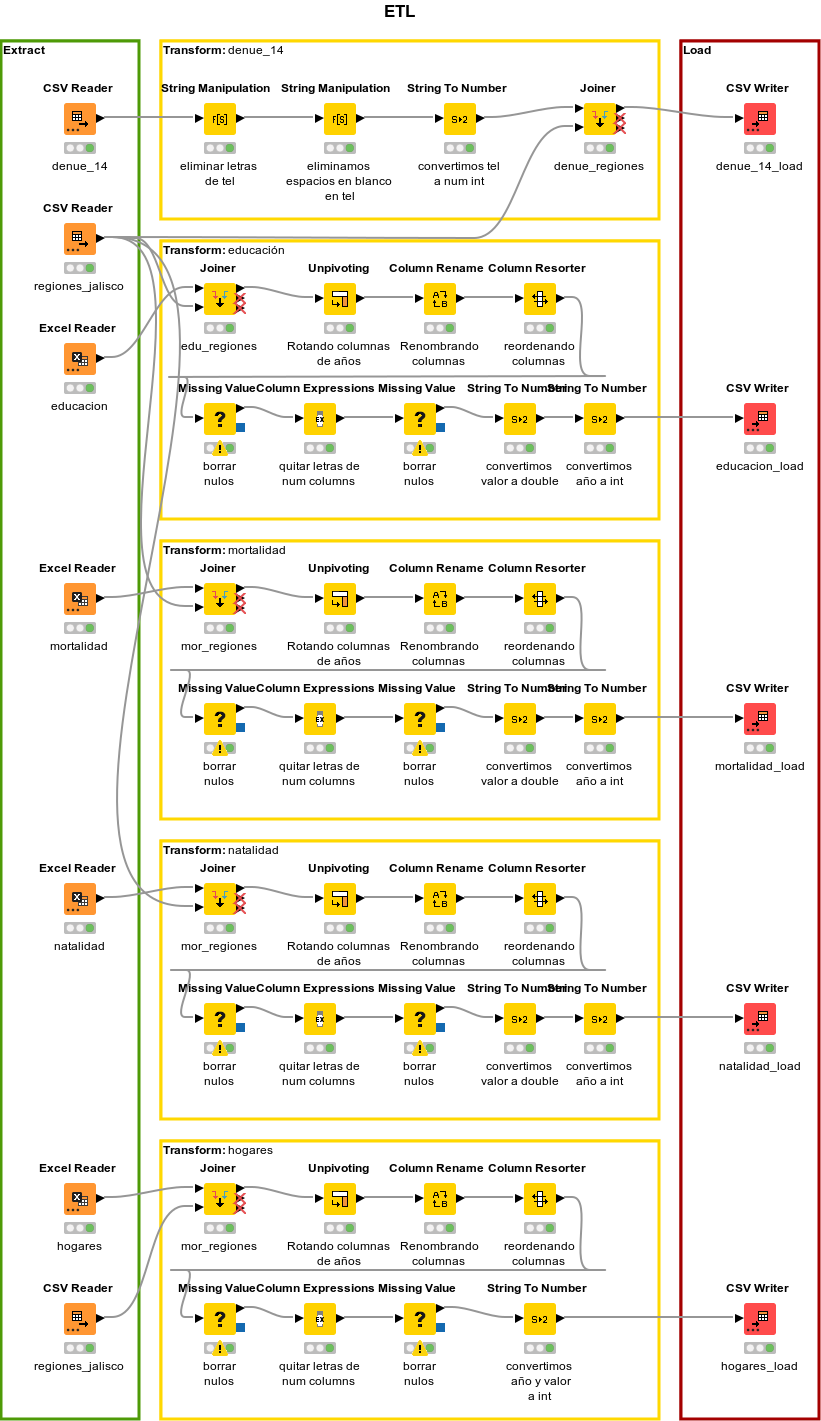 ETL
Extract
Transform: denue_14
Load
CSV Reader
String Manipulation
String Manipulation
String To Number
Joiner
CSV Writer
F[S]
F[S]
S▸2
denue_14
eliminar letras
de tel
eliminamos
espacios en blanco
en tel
convertimos tel
a num int
denue_regiones
denue_14_load
CSV Reader
regiones_jalisco
Transform: educación
Joiner
Unpivoting
Column Rename
Column Resorter
A
B
edu_regiones
Rotando columnas
de años
Renombrando
columnas
reordenando
columnas
Excel Reader
X
educacion
Missing Value
Column Expressions
Missing Value
String To Number
String To Number
CSV Writer
?
EX
?
S▸2
S▸2
borrar
nulos
quitar letras de
num columns
borrar
nulos
convertimos
valor a double
convertimos
año a int
educacion_load
Transform: mortalidad
Excel Reader
Joiner
Unpivoting
Column Rename
Column Resorter
X
A
B
mortalidad
mor_regiones
Rotando columnas
de años
Renombrando
columnas
reordenando
columnas
Missing Value
Column Expressions
Missing Value
String To Number
String To Number
CSV Writer
?
EX
?
S▸2
S▸2
borrar
nulos
quitar letras de
num columns
borrar
nulos
convertimos
valor a double
convertimos
año a int
mortalidad_load
Transform: natalidad
Excel Reader
Joiner
Unpivoting
Column Rename
Column Resorter
X
A
B
natalidad
mor_regiones
Rotando columnas
de años
Renombrando
columnas
reordenando
columnas
Missing Value
Column Expressions
Missing Value
String To Number
String To Number
CSV Writer
?
EX
?
S▸2
S▸2
borrar
nulos
quitar letras de
num columns
borrar
nulos
convertimos
valor a double
convertimos
año a int
natalidad_load
Transform: hogares
Excel Reader
Joiner
Unpivoting
Column Rename
Column Resorter
X
A
B
hogares
mor_regiones
Rotando columnas
de años
Renombrando
columnas
reordenando
columnas
CSV Reader
Missing Value
Column Expressions
Missing Value
String To Number
CSV Writer
?
EX
?
S▸2
regiones_jalisco
borrar
nulos
quitar letras de
num columns
borrar
nulos
convertimos
año y valor
a int
hogares_load